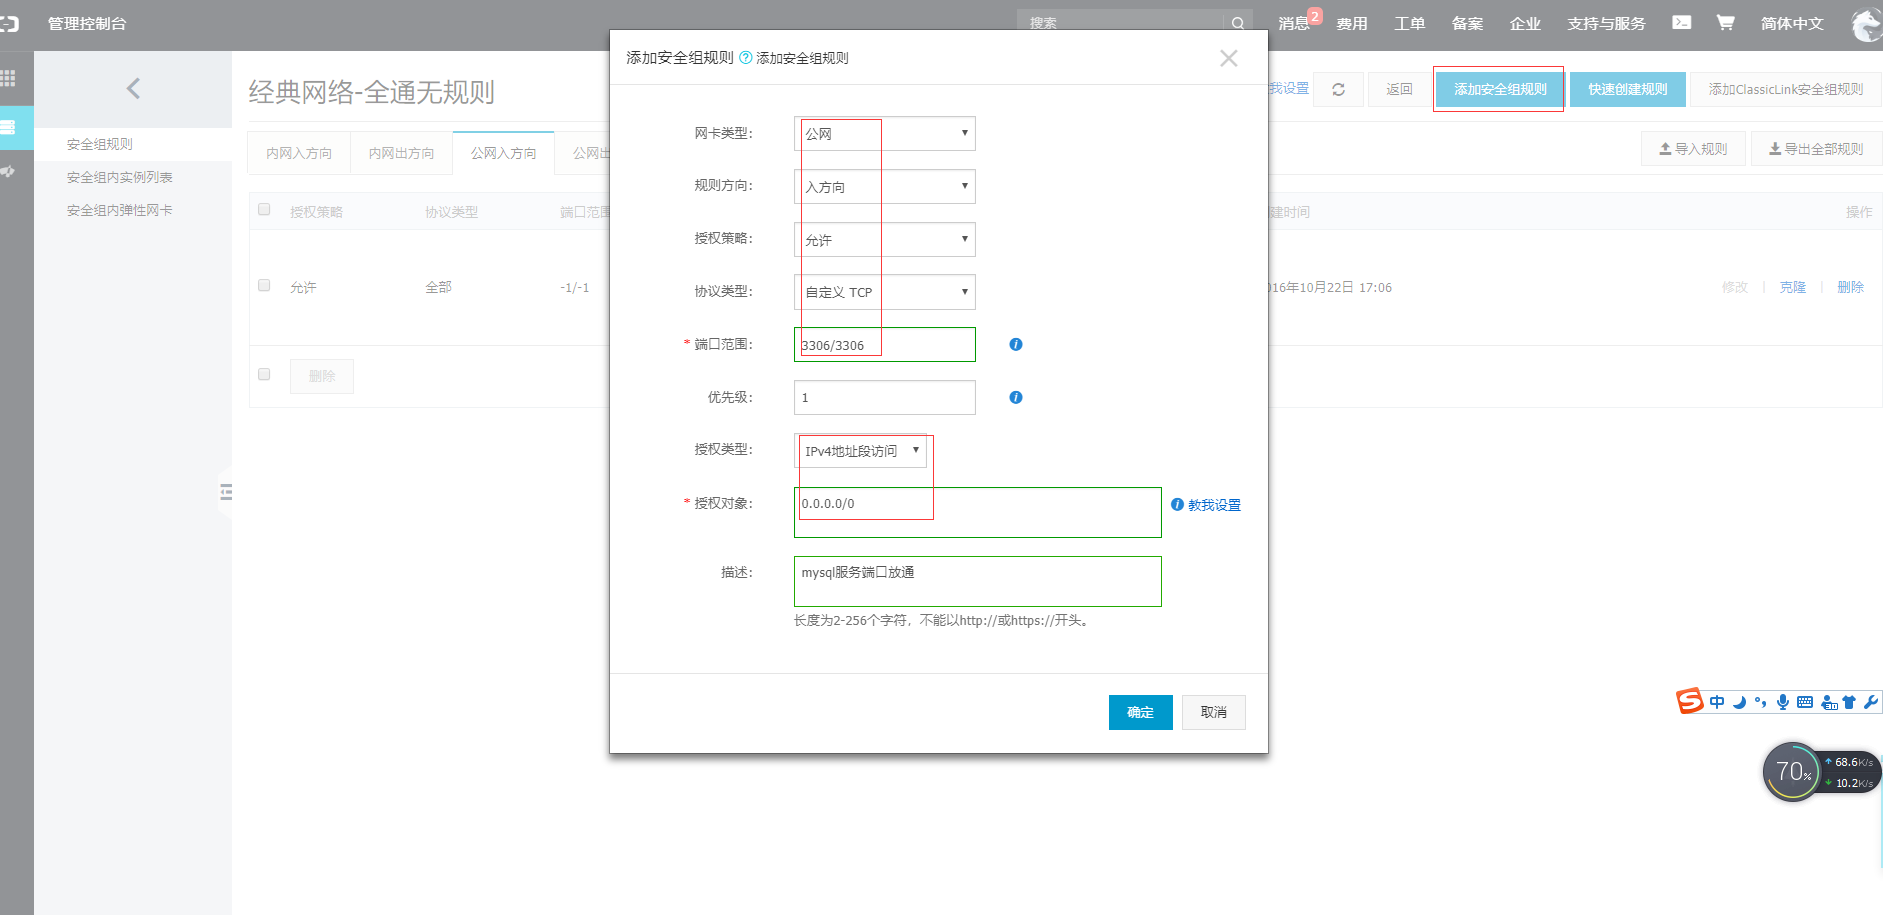 管理控制台
搜索
消息 2
费用
工单
备案
企业
支持与服务
简体中文
安全组规则
安全组内实例列表
安全组内弹性网卡
经典网络-全通无规则
我设置
返回
添加安全组规则
快速创建规则
添加ClassicLink安全组规则
内网入方向
内网出方向
公网入方向
公网出
导入规则
导出全部规则
授权策略
协议类型
端口范围
建时间
操作
允许
全部
-1/-1
016年10月22日 17:06
修改
克隆
删除
删除
添加安全组规则 ? 添加安全组规则
网卡类型: 公网
规则方向: 入方向
授权策略: 允许
协议类型: 自定义 TCP
* 端口范围: 3306/3306
优先级: 1
授权类型: IPv4地址段访问
* 授权对象: 0.0.0.0/0
教我设置
描述: mysql服务端口放通
长度为2-256个字符，不能以http://或https://开头。
确定
取消
中
70%
68.6K/s
10.2K/s